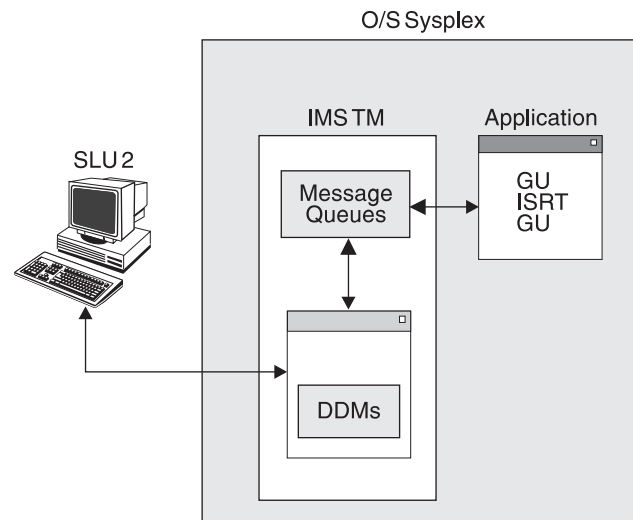 O/S Sysplex
IMS TM
Application
SLU 2
Message
Queues
GU
ISRT
GU
DDMs